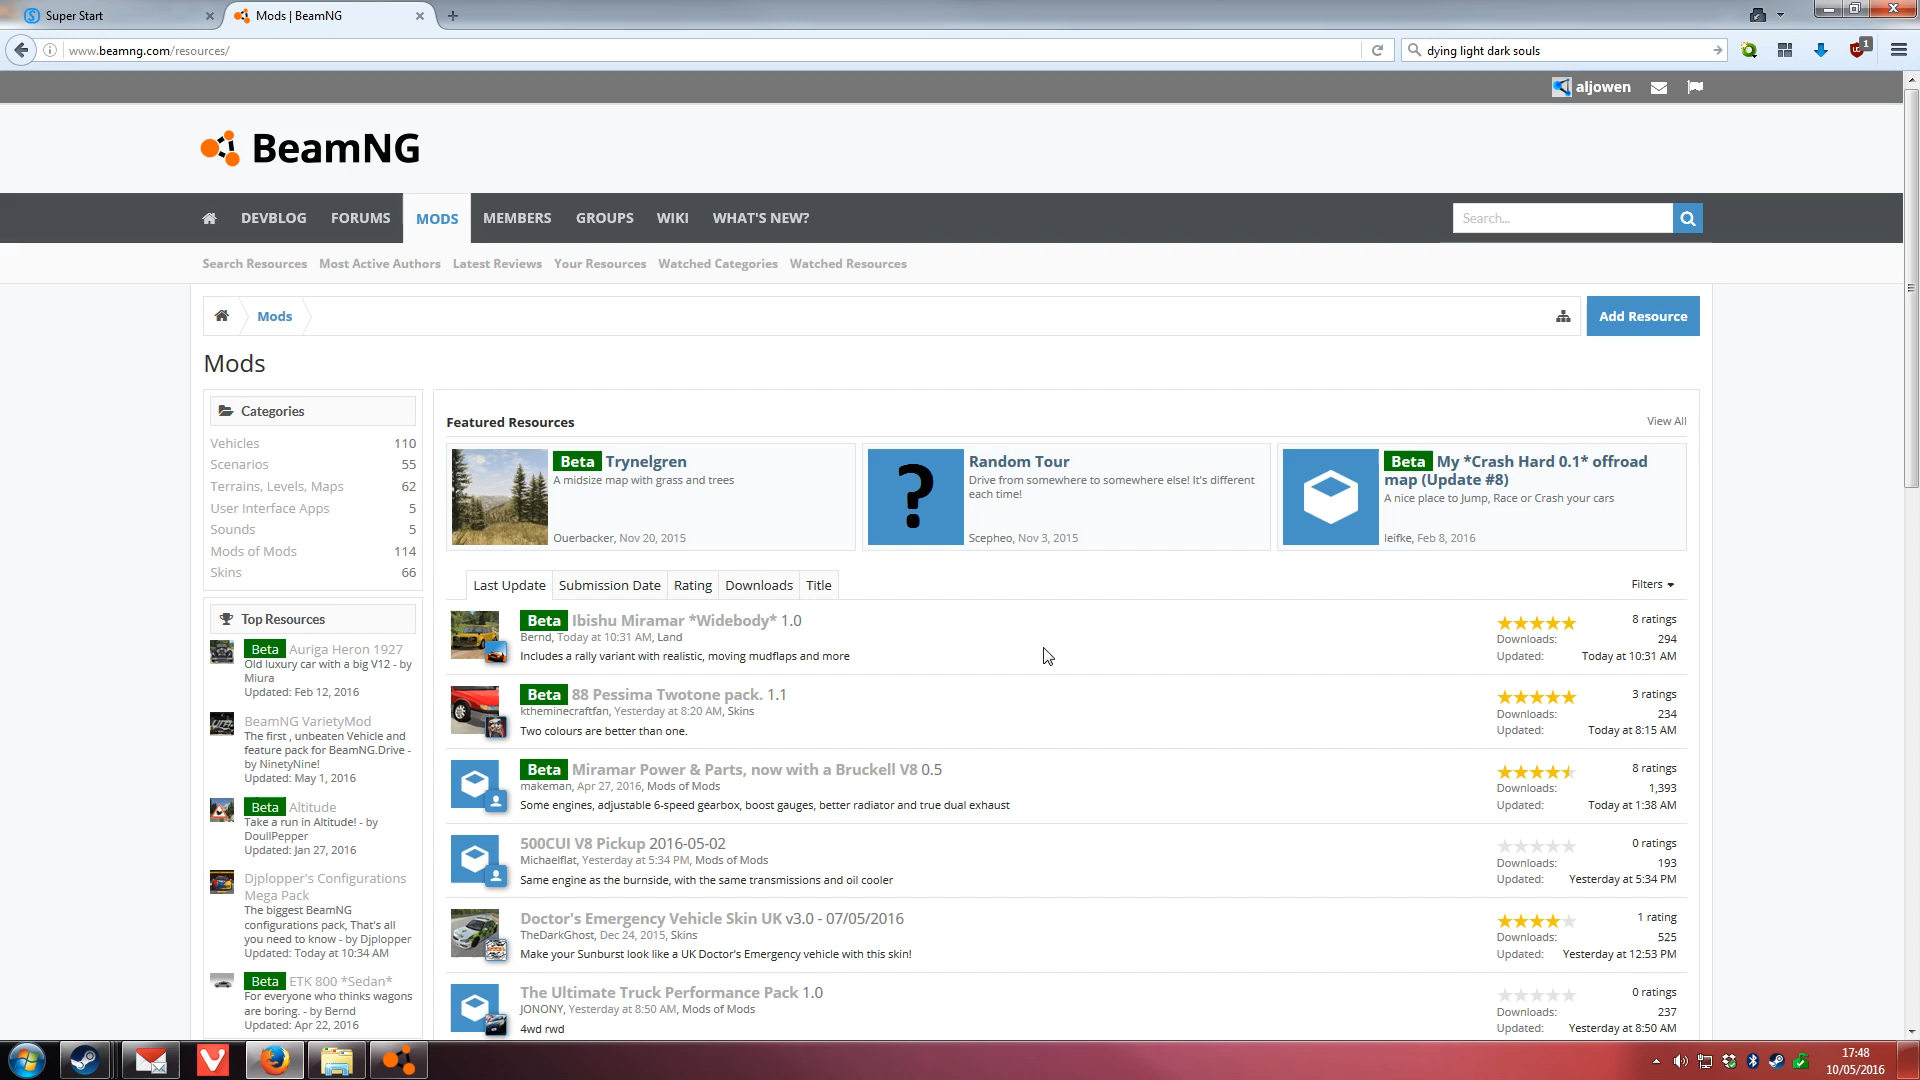 Super Start
Mods | BeamNG
www.beamng.com/resources/
dying light dark souls
1
aljowen
BeamNG
DEVBLOG FORUMS MODS MEMBERS GROUPS WIKI WHAT'S NEW?
Search...
Search Resources Most Active Authors Latest Reviews Your Resources Watched Categories Watched Resources
Mods
Add Resource
Mods
Categories
Vehicles 110
Scenarios 55
Terrains, Levels, Maps 62
User Interface Apps 5
Sounds 5
Mods of Mods 114
Skins 66
Top Resources
Beta Auriga Heron 1927
Old luxury car with a big V12 - by
Miura
Updated: Feb 12, 2016
BeamNG VarietyMod
The first , unbeaten Vehicle and
feature pack for BeamNG.Drive -
by NinetyNine!
Updated: May 1, 2016
Beta Altitude
Take a run in Altitude! - by
DoullPepper
Updated: Jan 27, 2016
Djplopper's Configurations
Mega Pack
The biggest BeamNG
configurations pack, That's all
you need to know - by Djplopper
Updated: Today at 10:34 AM
Beta ETK 800 *Sedan*
For everyone who thinks wagons
are boring. - by Bernd
Updated: Apr 22, 2016
Featured Resources
View All
Beta Trynelgren
A midsize map with grass and trees
Ouerbacker, Nov 20, 2015
?
Random Tour
Drive from somewhere to somewhere else! It's different
each time!
Scepheo, Nov 3, 2015
Beta My *Crash Hard 0.1* offroad
map (Update #8)
A nice place to Jump, Race or Crash your cars
leifke, Feb 8, 2016
Last Update Submission Date Rating Downloads Title
Filters
Beta Ibishu Miramar *Widebody* 1.0
Bernd, Today at 10:31 AM, Land
Includes a rally variant with realistic, moving mudflaps and more
8 ratings
Downloads: 294
Updated: Today at 10:31 AM
Beta 88 Pessima Twotone pack. 1.1
ktheminecraftfan, Yesterday at 8:20 AM, Skins
Two colours are better than one.
3 ratings
Downloads: 234
Updated: Today at 8:15 AM
Beta Miramar Power & Parts, now with a Bruckell V8 0.5
makeman, Apr 27, 2016, Mods of Mods
Some engines, adjustable 6-speed gearbox, boost gauges, better radiator and true dual exhaust
8 ratings
Downloads: 1,393
Updated: Today at 1:38 AM
500CUI V8 Pickup 2016-05-02
Michaelflat, Yesterday at 5:34 PM, Mods of Mods
Same engine as the burnside, with the same transmissions and oil cooler
0 ratings
Downloads: 193
Updated: Yesterday at 5:34 PM
Doctor's Emergency Vehicle Skin UK v3.0 - 07/05/2016
TheDarkGhost, Dec 24, 2015, Skins
Make your Sunburst look like a UK Doctor's Emergency vehicle with this skin!
1 rating
Downloads: 525
Updated: Yesterday at 12:53 PM
The Ultimate Truck Performance Pack 1.0
JONONY, Yesterday at 8:50 AM, Mods of Mods
4wd rwd
0 ratings
Downloads: 237
Updated: Yesterday at 8:50 AM
17:48
10/05/2016